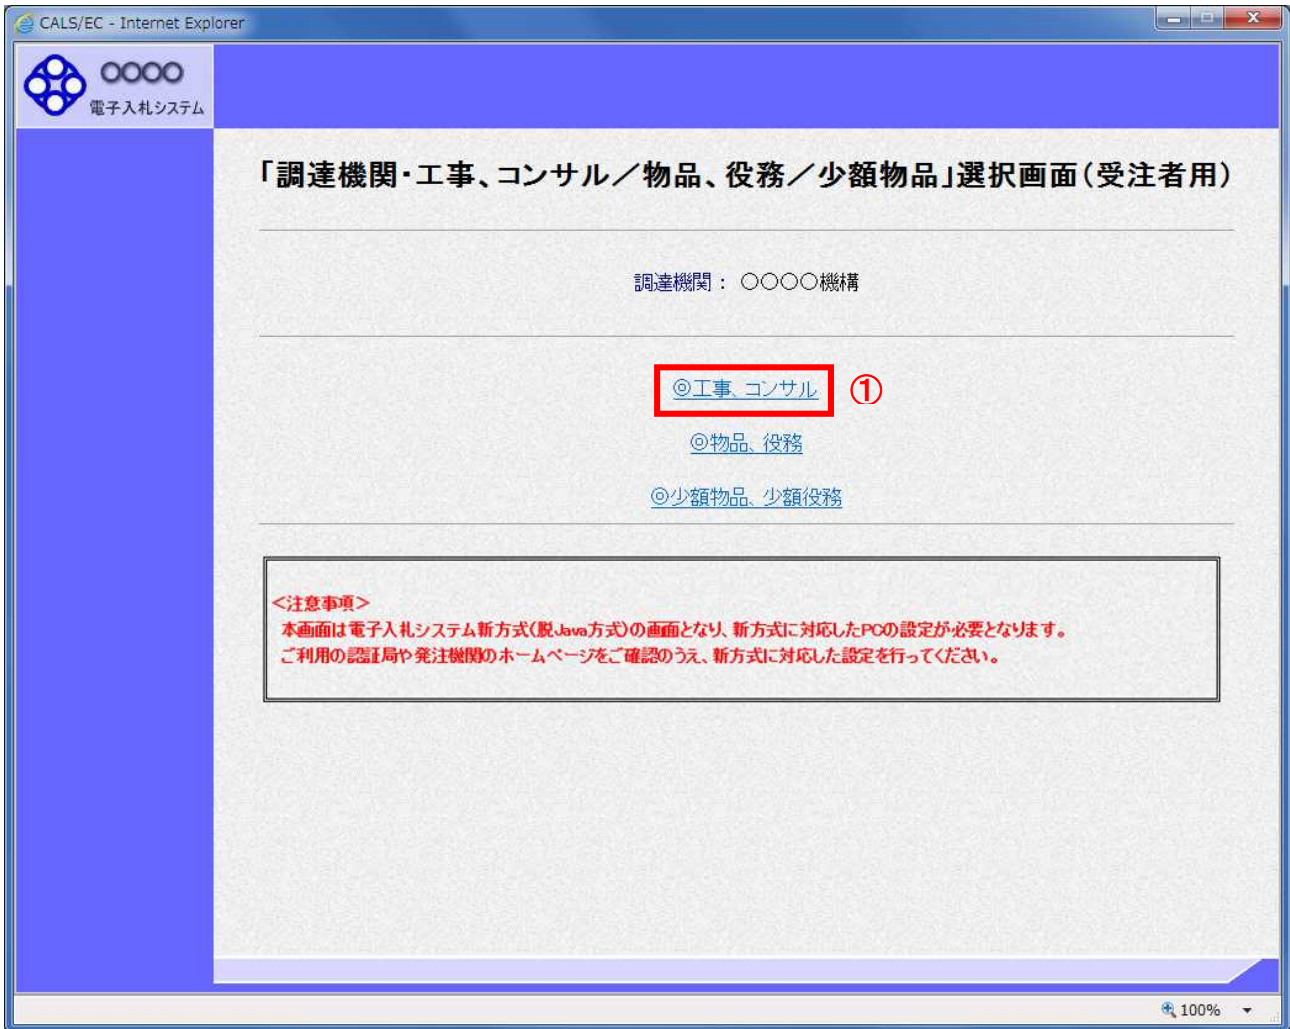 CALS/EC - Internet Explorer
〇〇〇〇
電子入札システム
「調達機関・工事、コンサル／物品、役務／少額物品」選択画面（受注者用）
調達機関： 〇〇〇〇機構
◎工事、コンサル ①
◎物品、役務
◎少額物品、少額役務
＜注意事項＞
本画面は電子入札システム新方式(脱Java方式)の画面となり、新方式に対応したPCの設定が必要となります。
ご利用の認証局や発注機関のホームページをご確認のうえ、新方式に対応した設定を行ってください。
100%